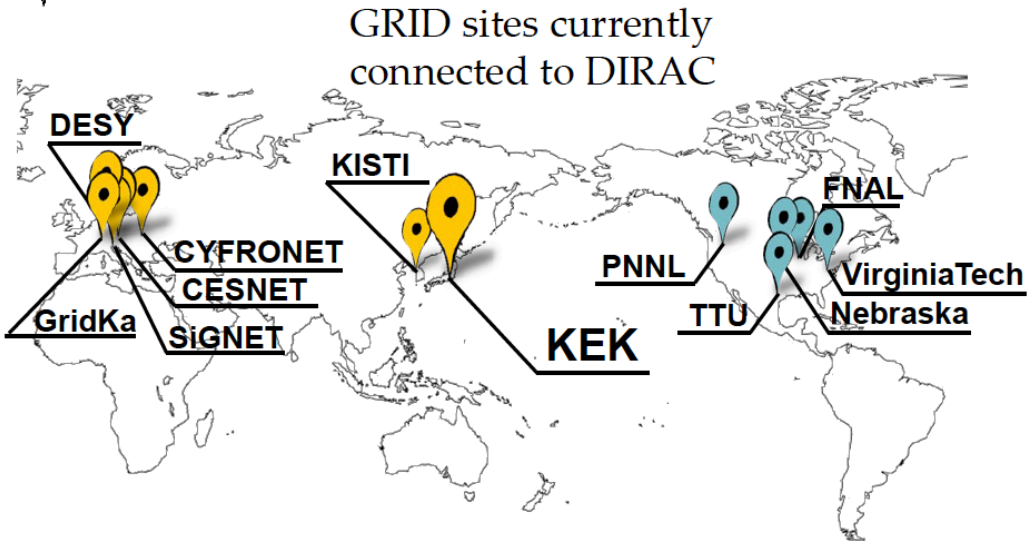 GRID sites currently
connected to DIRAC
DESY
KISTI
FNAL
CYFRONET
PNNL
VirginiaTech
CESNET
GridKa
TTU
Nebraska
SiGNET
KEK